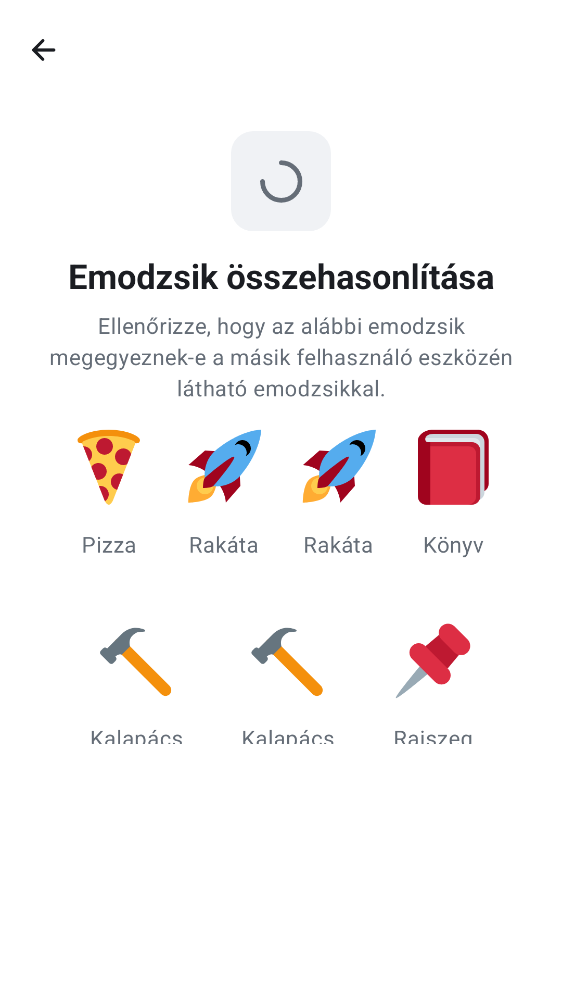 Emodzsik összehasonlítása
Ellenőrizze, hogy az alábbi emodzsik
megegyeznek-e a másik felhasználó eszközén
látható emodzsikkal.
Pizza Rakáta Rakáta Könyv
Kalapács Kalapács Rajszeg